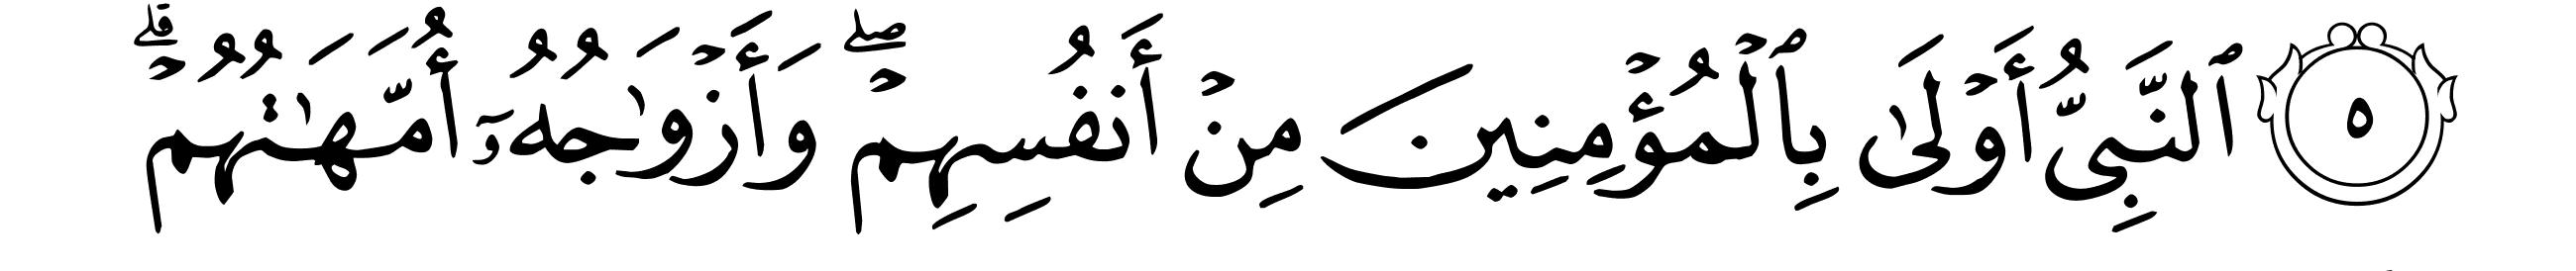 ٥ ٱلنَّبِىُّ أَوۡلَىٰ بِٱلۡمُؤۡمِنِينَ مِنۡ أَنفُسِهِمۡۖ وَأَزۡوَٰجُهُۥٓ أُمَّهَٰتُهُمۡۗ